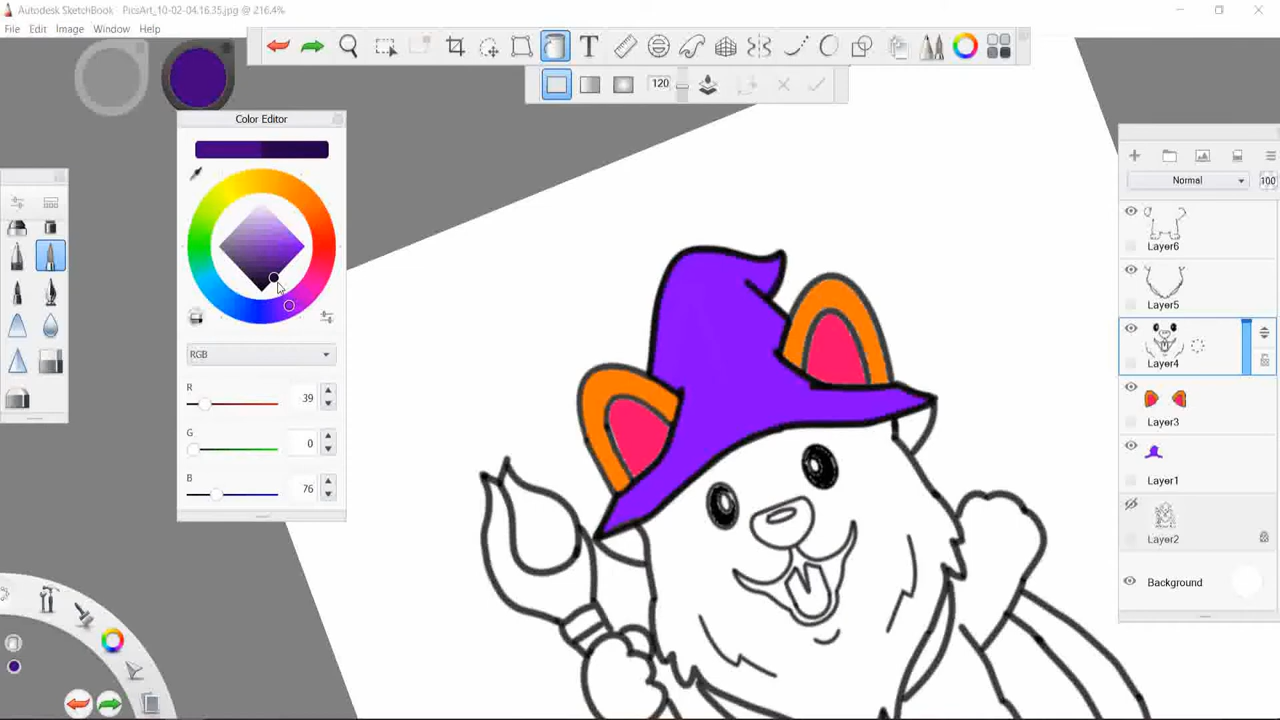 Autodesk SketchBook PicsArt_10-02-04.16.35.jpg @ 216.4%
File Edit Image Window Help
T
120
Color Editor
RGB
R 39
G 0
B 76
Normal 100
Layer6
Layer5
Layer4
Layer3
Layer1
Layer2
Background